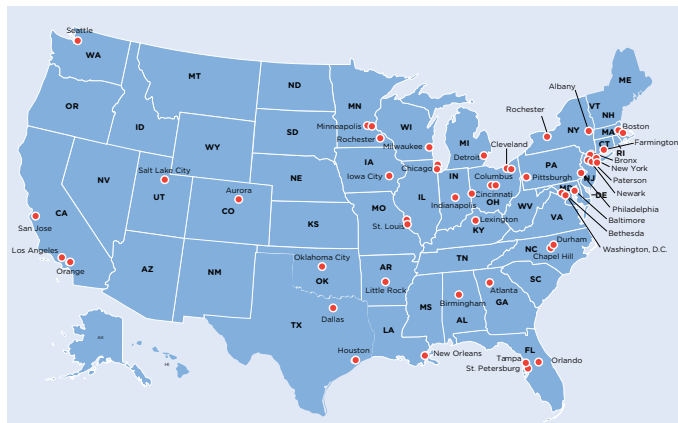 Seattle
WA
MT
ND
MN
ME
Albany
VT
NH
OR
ID
WY
SD
Minneapolis
WI
MI
Rochester
NY
MA
Boston
CT
RI
Farmington
Rochester
Milwaukee
Detroit
Cleveland
Bronx
New York
Paterson
Newark
NV
Salt Lake City
UT
Aurora
CO
NE
IA
Iowa City
Chicago
IL
IN
Indianapolis
Columbus
Cincinnati
OH
PA
Pittsburgh
NJ
MD
DE
Philadelphia
Baltimore
Bethesda
Washington, D.C.
CA
San Jose
Los Angeles
Orange
KS
MO
St. Louis
Lexington
KY
WV
VA
Durham
NC
Chapel Hill
AZ
NM
Oklahoma City
OK
AR
Little Rock
TN
SC
TX
Dallas
Houston
LA
New Orleans
MS
Birmingham
AL
Atlanta
GA
FL
Tampa
St. Petersburg
Orlando
AK
HI